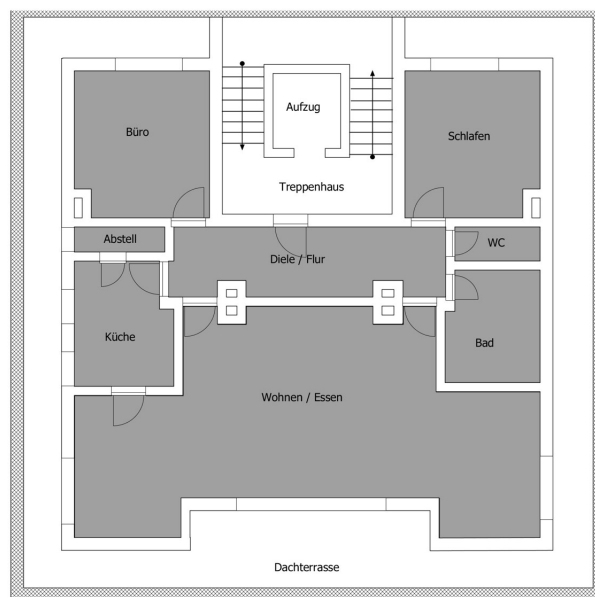 Aufzug
Büro
Schlafen
Treppenhaus
Abstell
WC
Diele / Flur
Küche
Bad
Wohnen / Essen
Dachterrasse